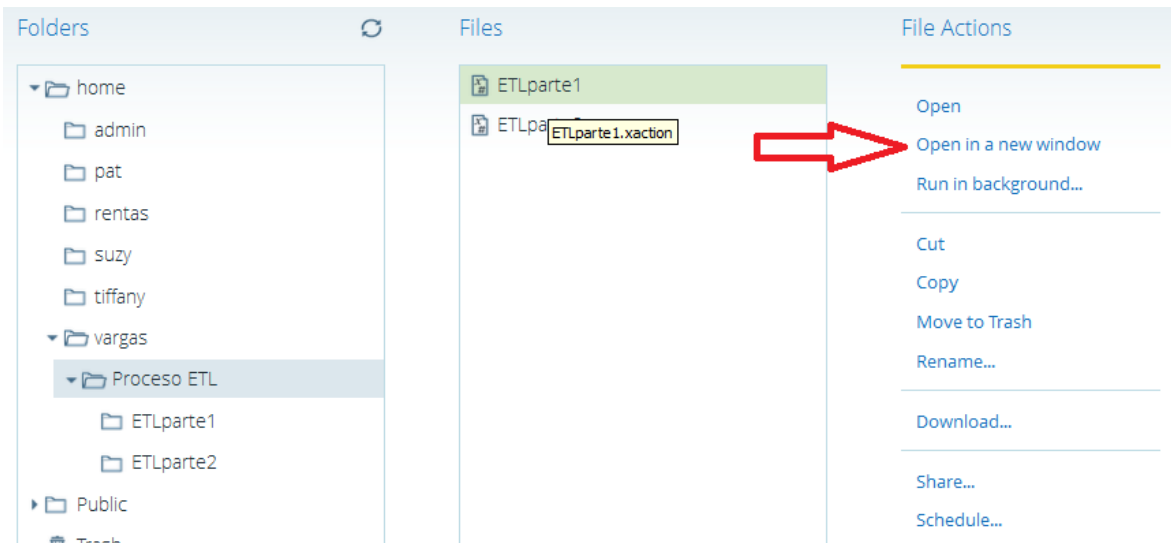 Folders
home
admin
pat
rentas
suzy
tiffany
vargas
Proceso ETL
ETLparte1
ETLparte2
Public
Files
ETLparte1
ETLpa
ETLparte1.xaction
File Actions
Open
Open in a new window
Run in background...
Cut
Copy
Move to Trash
Rename...
Download...
Share...
Schedule...